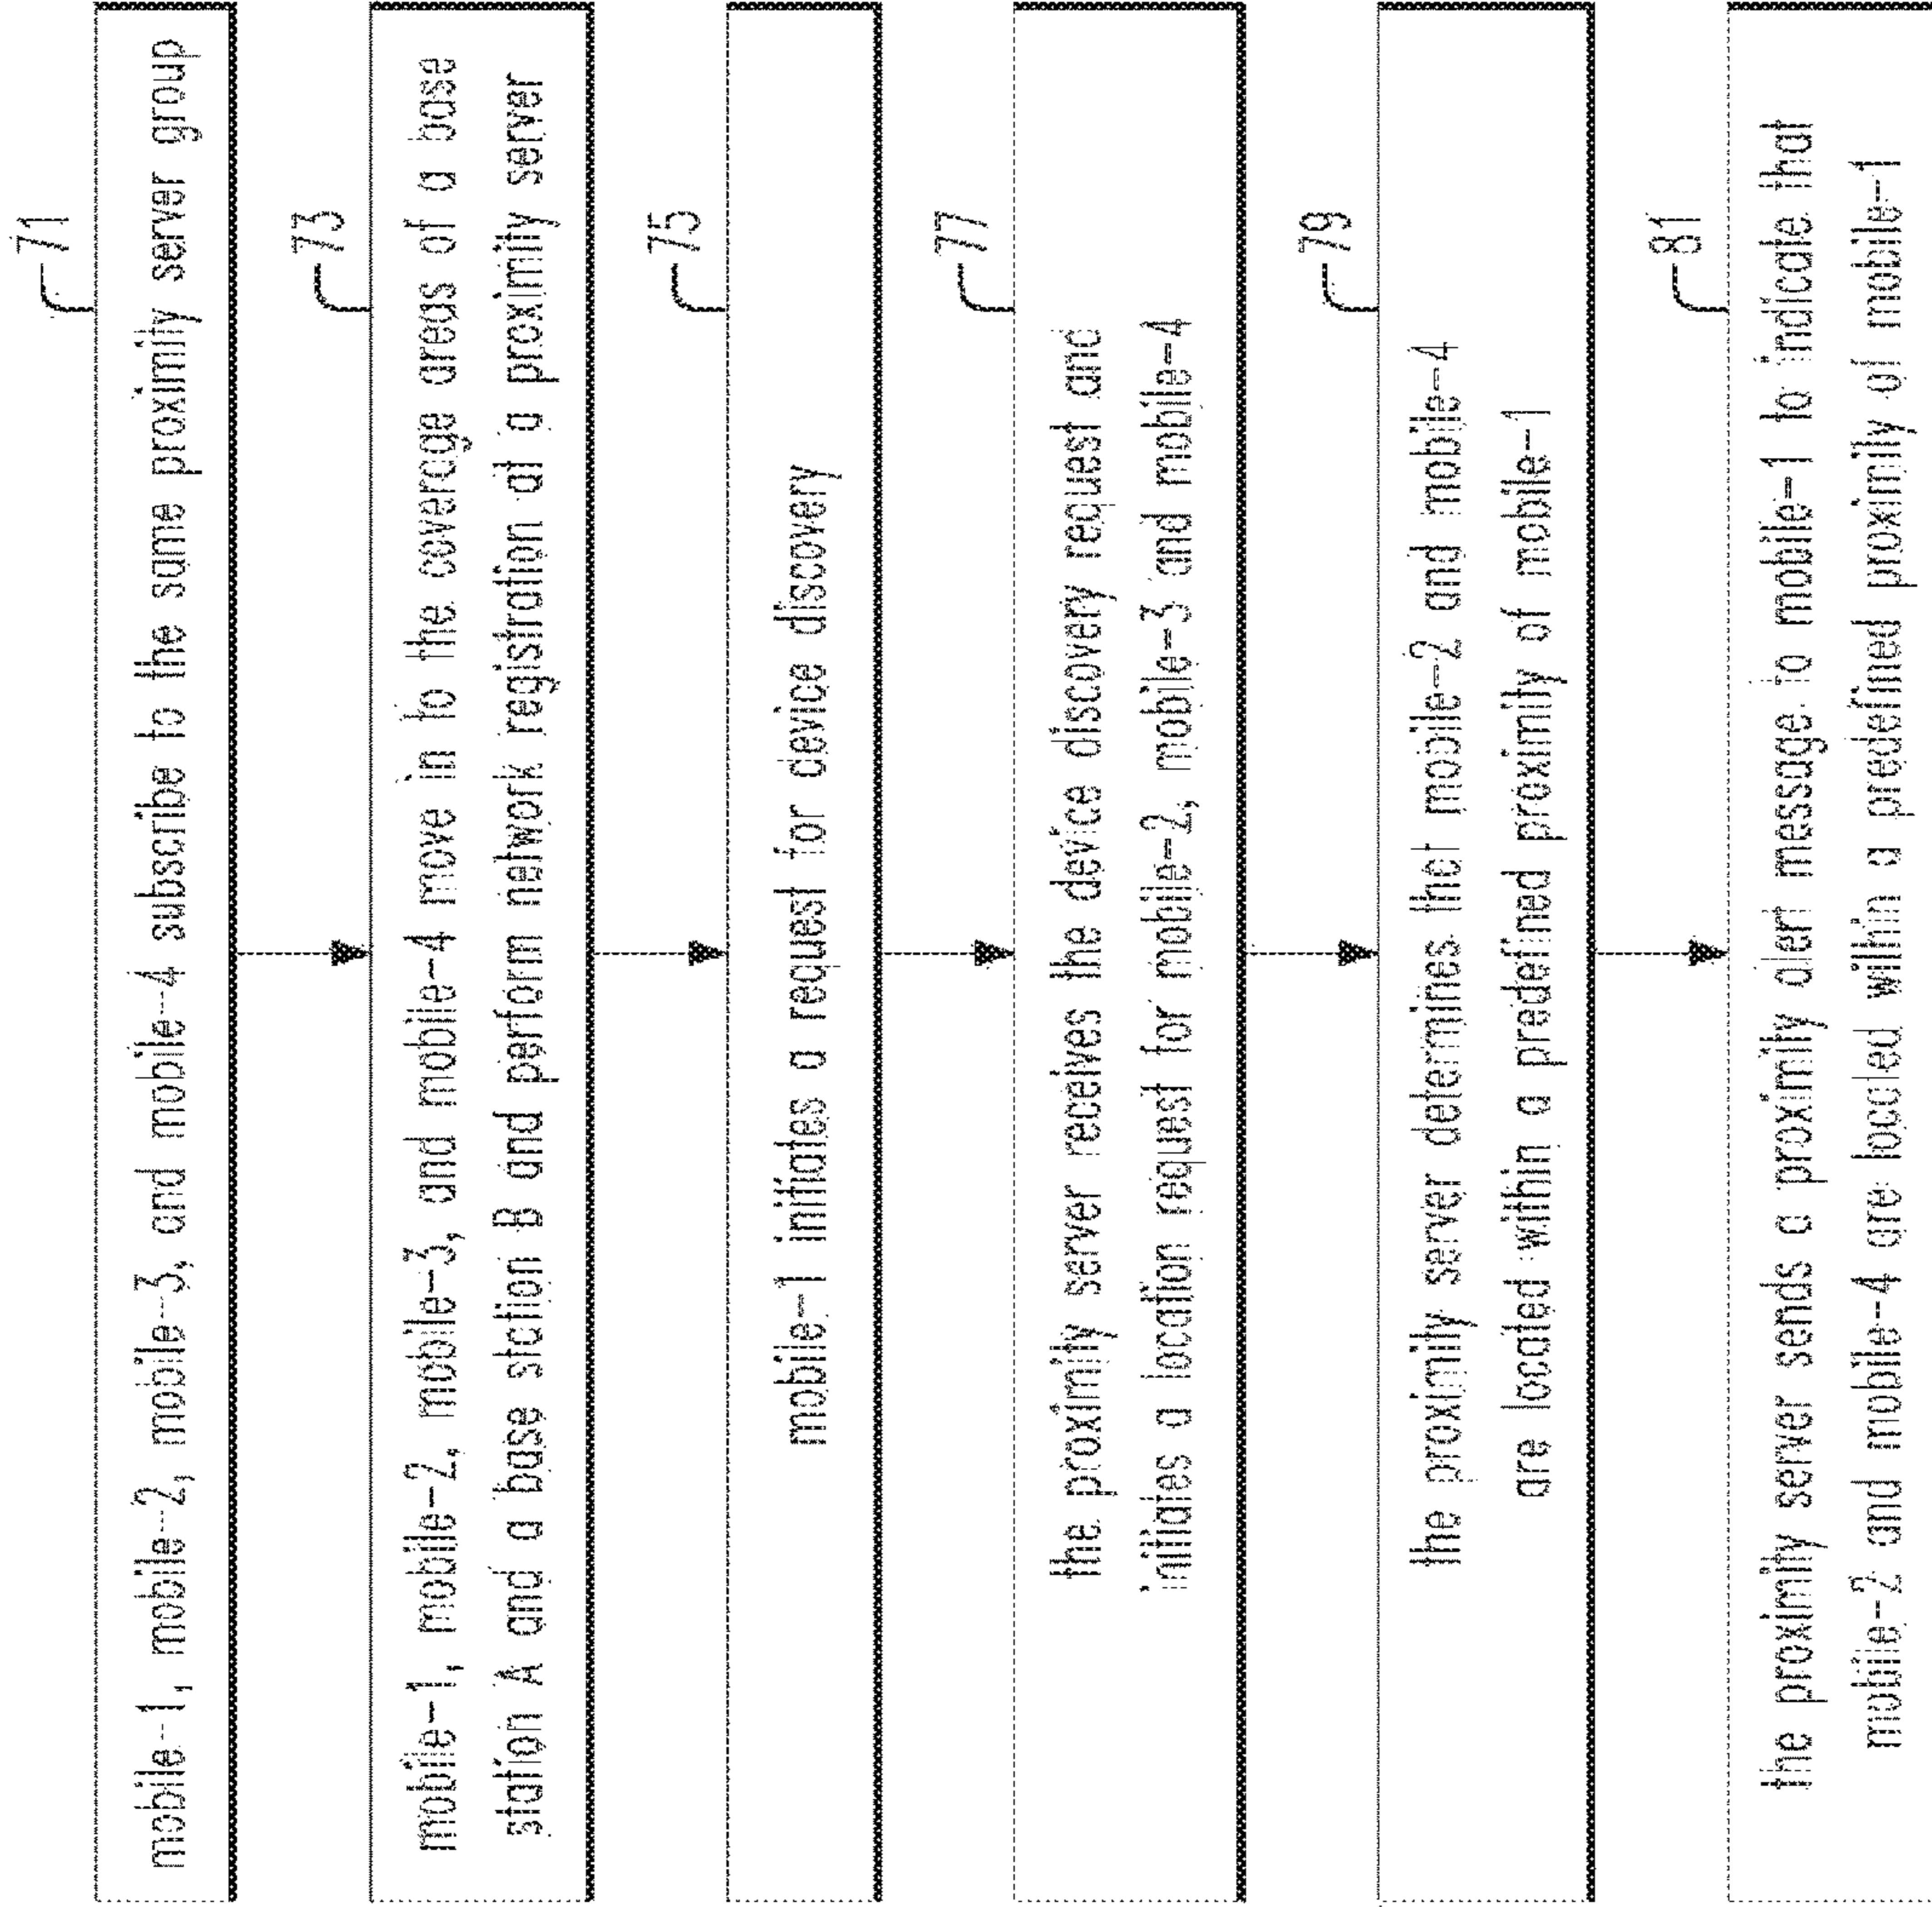 71
mobile-1, mobile-2, mobile-3, and mobile-4 subscribe to the same proximity server group
73
mobile-1, mobile-2, mobile-3, and mobile-4 move in to the coverage areas of a base
station A and a base station B and perform network registration at a proximity server
75
mobile-1 initiates a request for device discovery
77
the proximity server receives the device discovery request and
initiates a location request for mobile-2, mobile-3 and mobile-4
79
the proximity server determines that mobile-2 and mobile-4
are located within a predefined proximity of mobile-1
81
the proximity server sends a proximity alert message to mobile-1 to indicate that
mobile-2 and mobile-4 are located within a predefined proximity of mobile-1